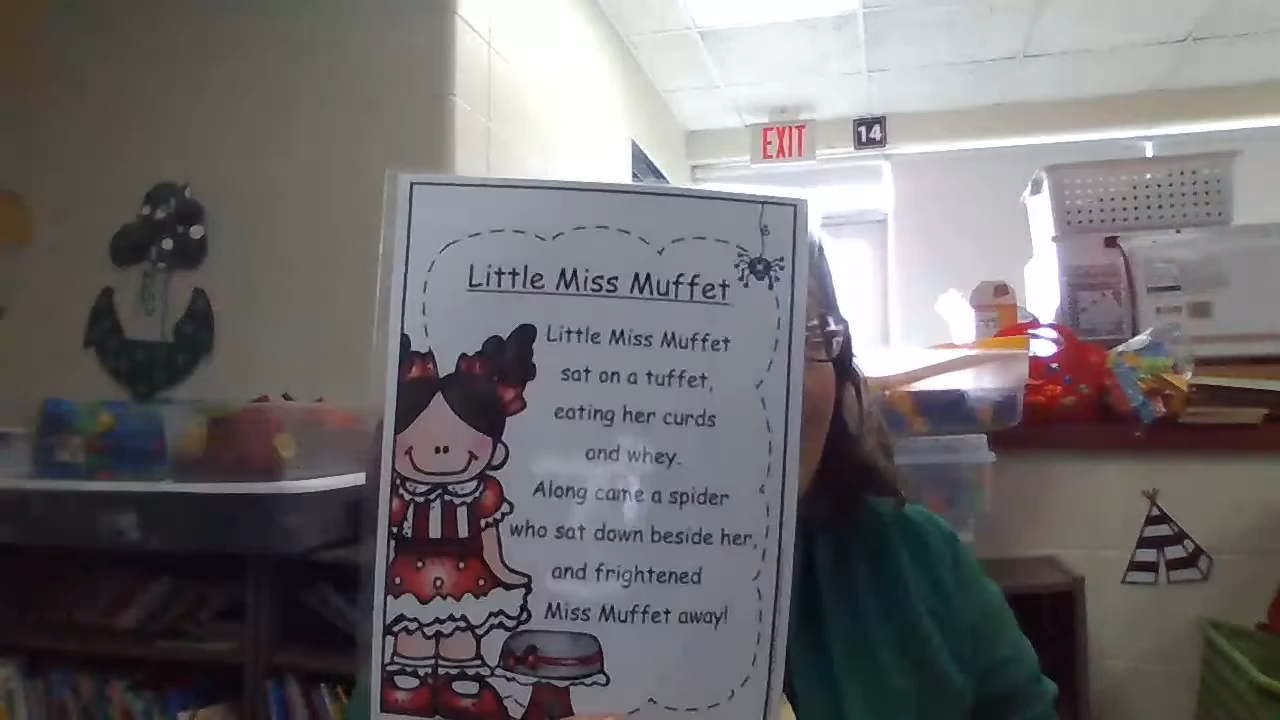 EXIT
14
Little Miss Muffet
Little Miss Muffet
sat on a tuffet,
eating her curds
and whey.
Along came a spider
who sat down beside her,
and frightened
Miss Muffet away!